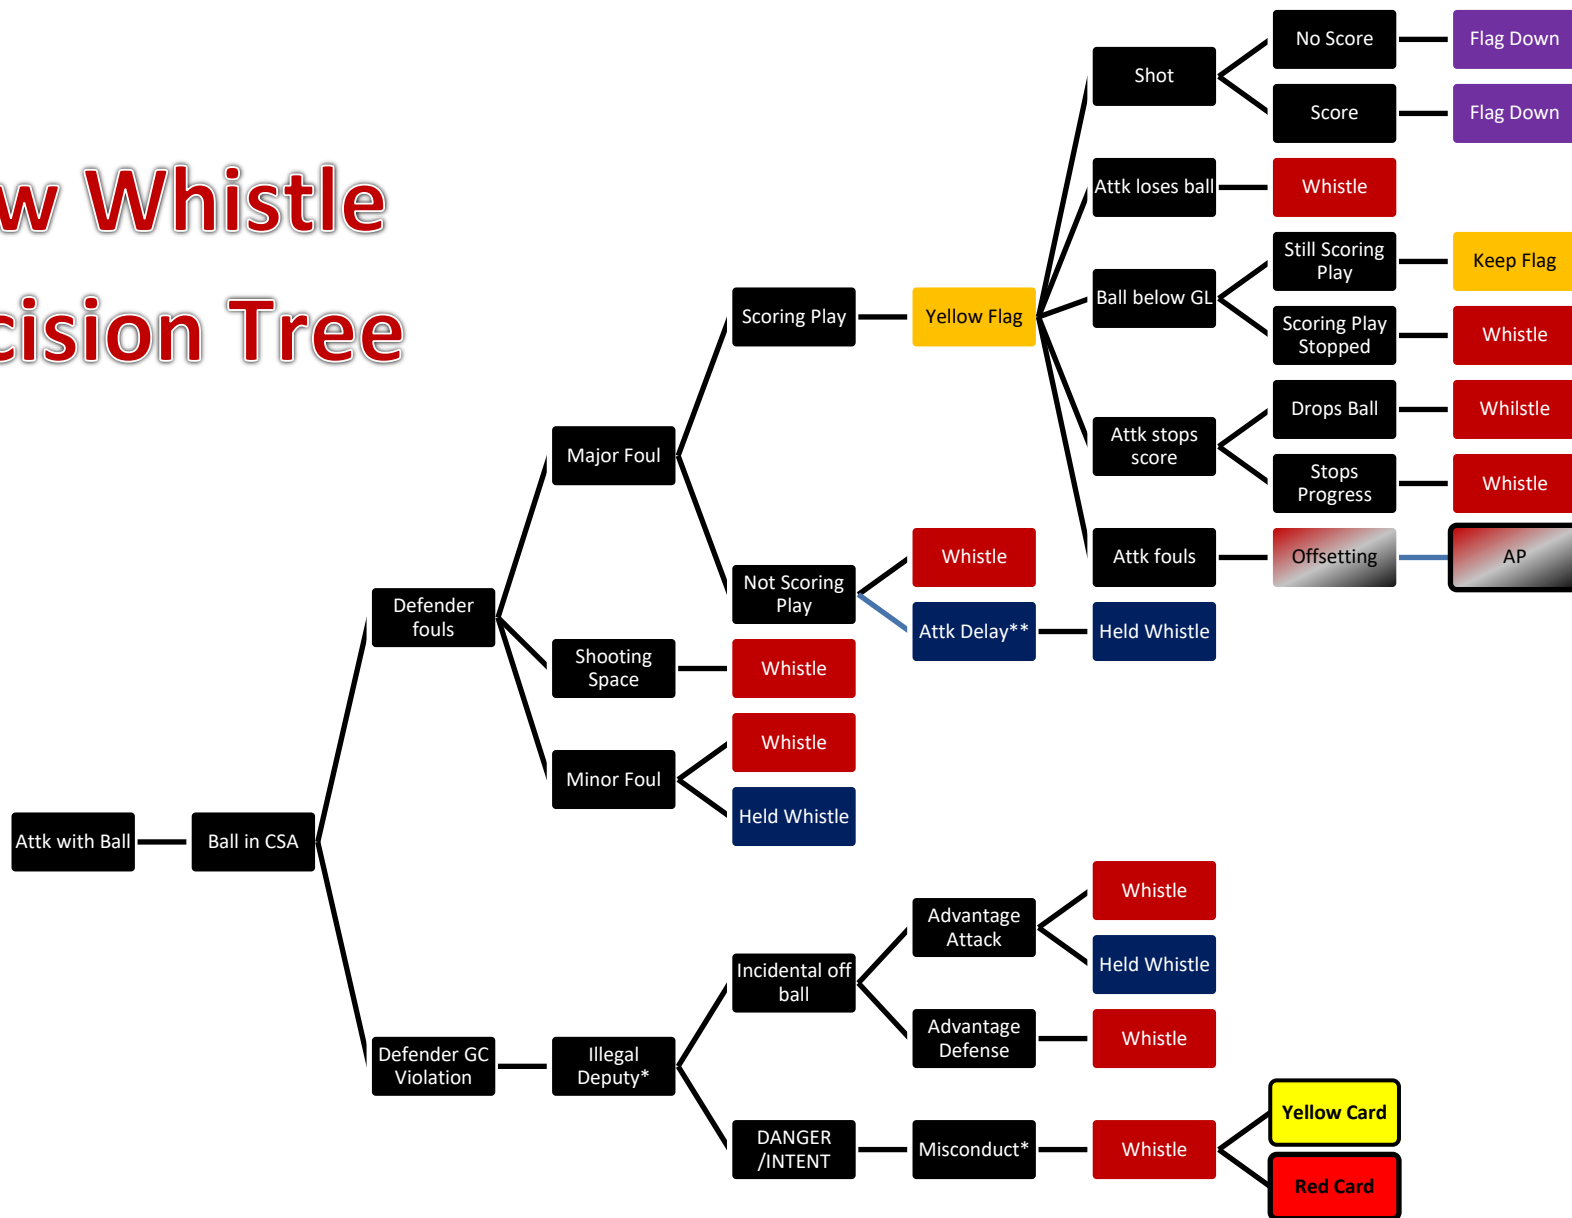 w Whistle
cision Tree
No Score
Flag Down
Shot
Score
Flag Down
Attk loses ball
Whistle
Still Scoring
Play
Keep Flag
Ball below GL
Scoring Play
Stopped
Whistle
Scoring Play
Yellow Flag
Drops Ball
Whilstle
Attk stops
score
Stops
Progress
Whistle
Major Foul
Attk fouls
Offsetting
AP
Not Scoring
Play
Whistle
Attk Delay**
Held Whistle
Defender
fouls
Shooting
Space
Whistle
Minor Foul
Whistle
Held Whistle
Attk with Ball
Ball in CSA
Advantage
Attack
Whistle
Held Whistle
Incidental off
ball
Advantage
Defense
Whistle
Defender GC
Violation
Illegal
Deputy*
DANGER
/INTENT
Misconduct*
Whistle
Yellow Card
Red Card